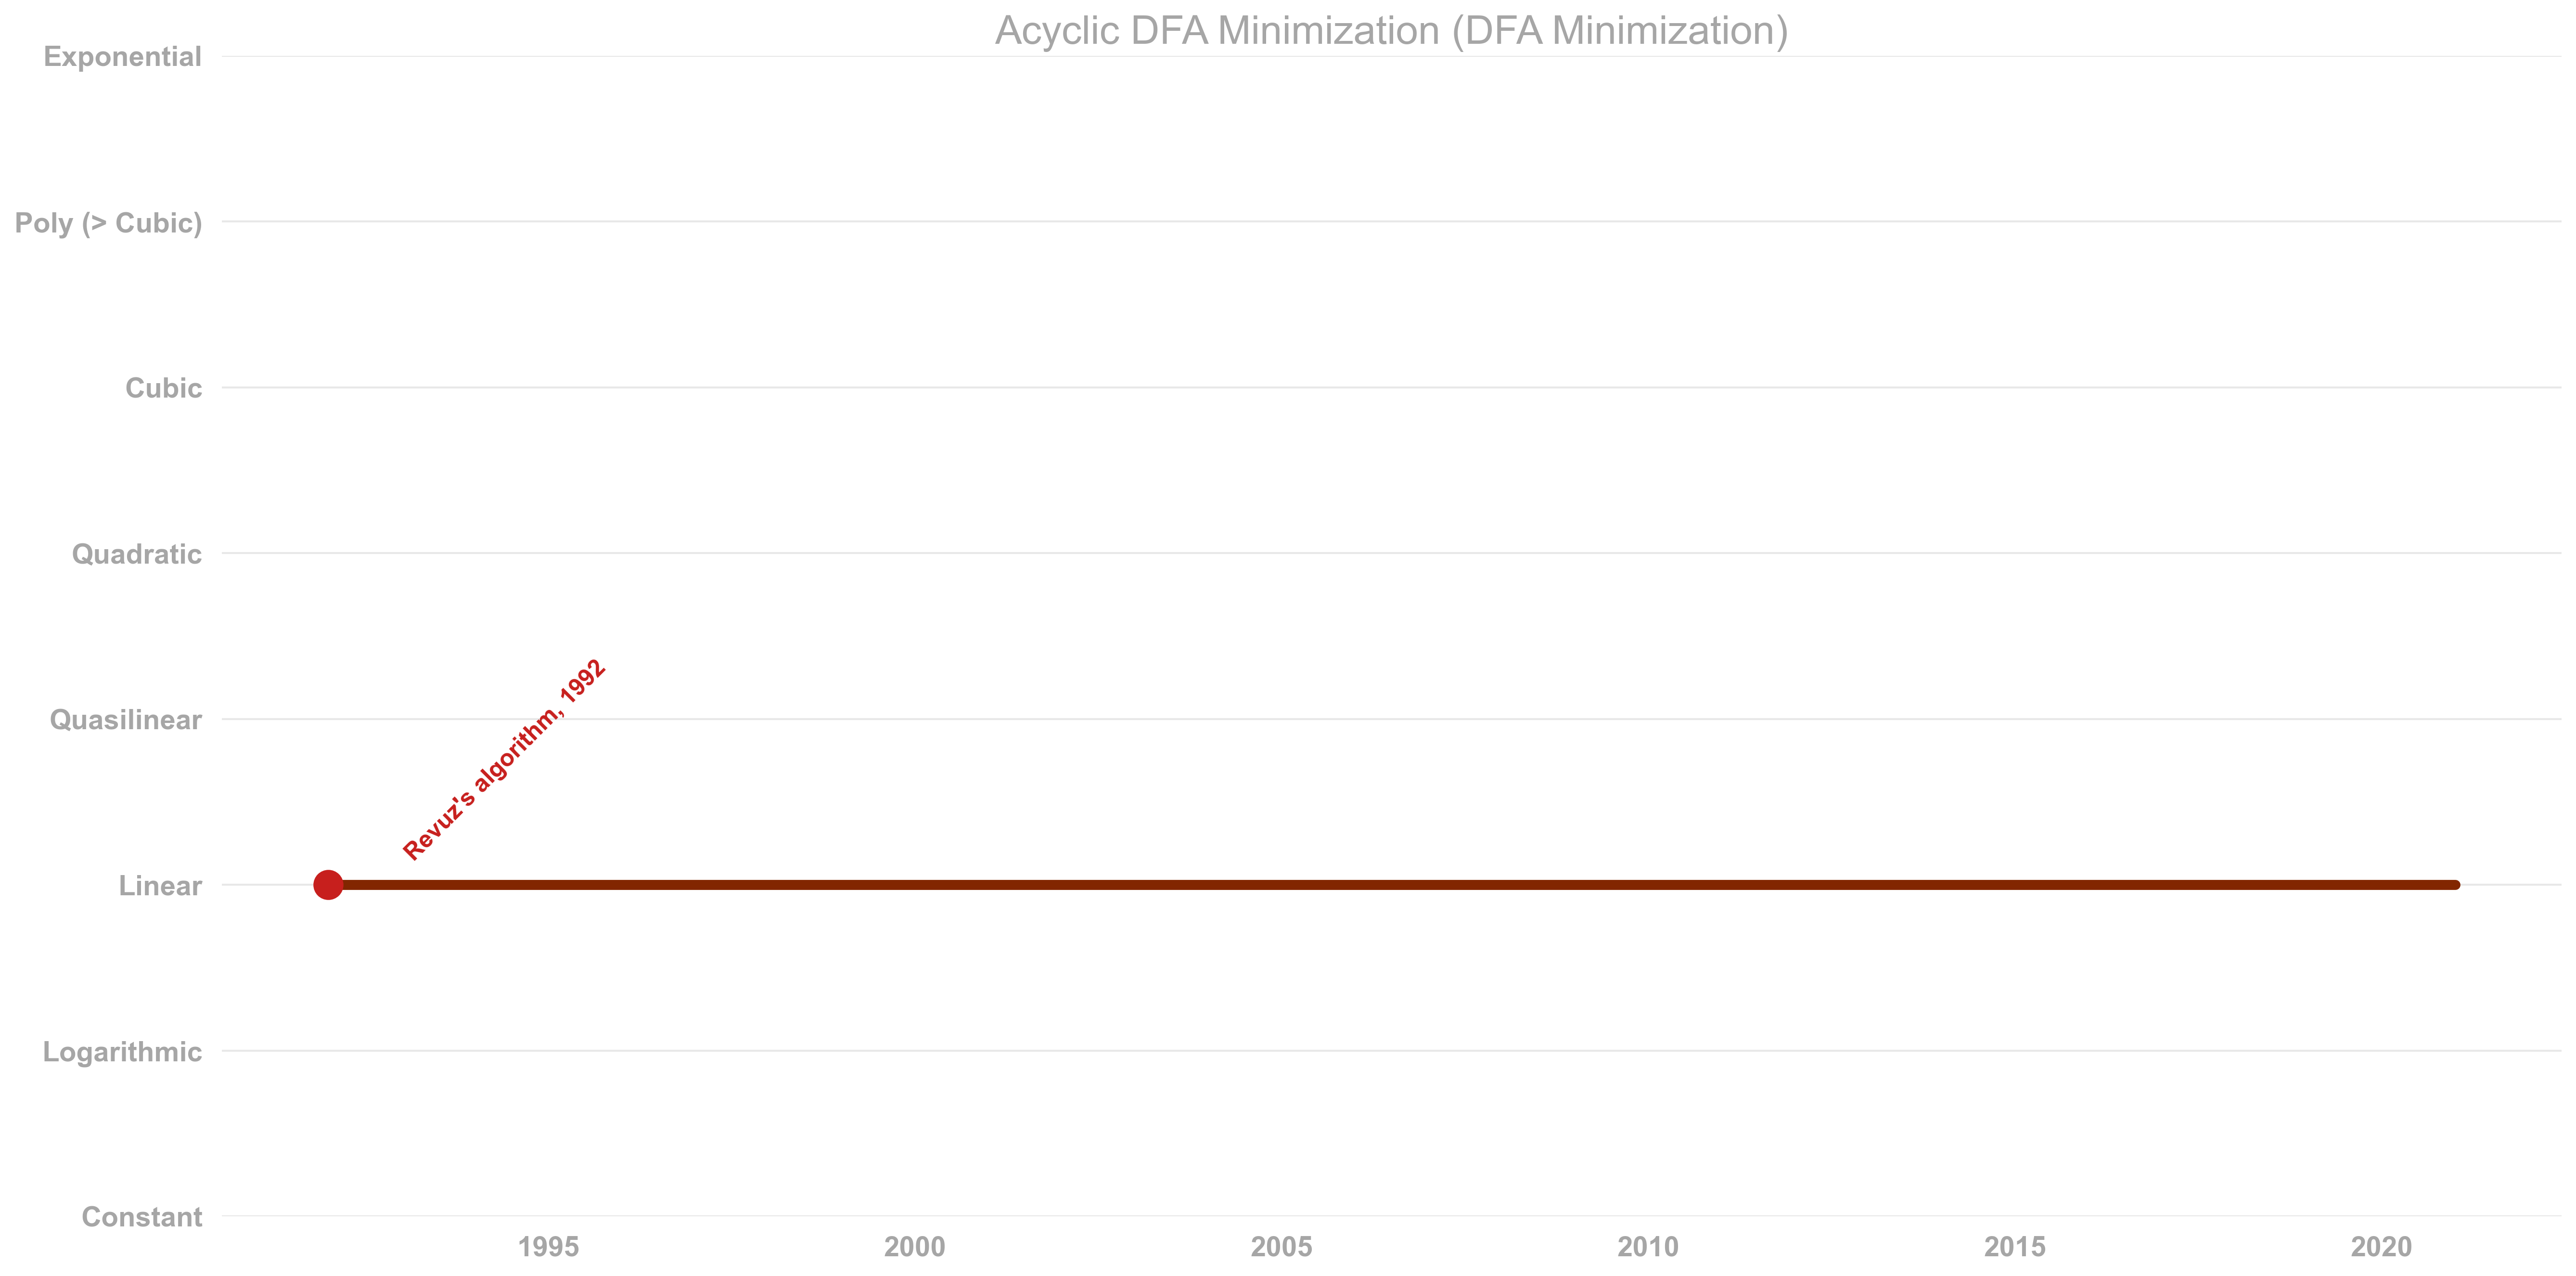 Acyclic DFA Minimization (DFA Minimization)
Exponential
Poly (> Cubic)
Cubic
Quadratic
Quasilinear
Linear
Logarithmic
Constant
Revuz's algorithm, 1992
1995
2000
2005
2010
2015
2020